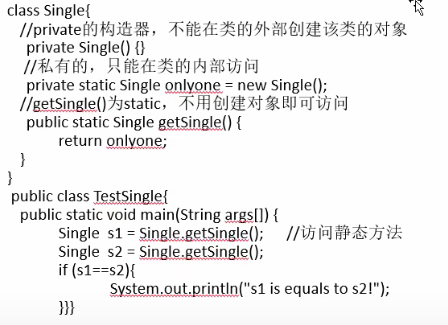 class Single{
//private的构造器，不能在类的外部创建该类的对象
private Single() {}
//私有的，只能在类的内部访问
private static Single onlyone = new Single();
//getSingle()为static，不用创建对象即可访问
public static Single getSingle() {
return onlyone;
}
}
public class TestSingle{
public static void main(String args[]) {
Single s1 = Single.getSingle(); //访问静态方法
Single s2 = Single.getSingle();
if (s1==s2){
System.out.println("s1 is equals to s2!");
}}}